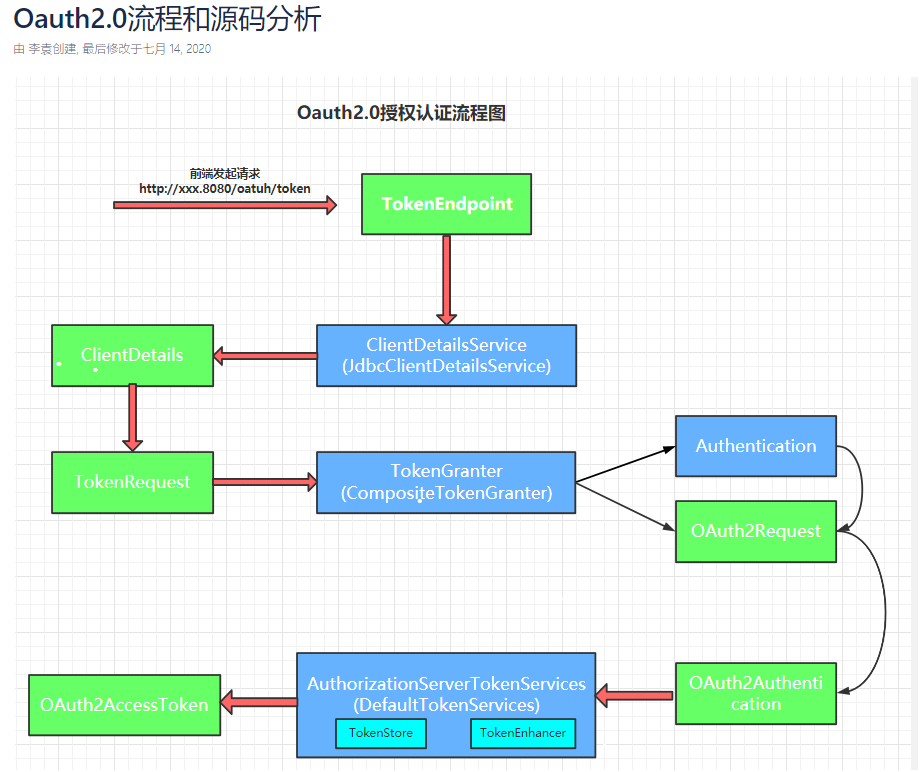 Oauth2.0流程和源码分析
由 李袁创建, 最后修改于七月 14, 2020
Oauth2.0授权认证流程图
前端发起请求
http://xxx.8080/oatuh/token
TokenEndpoint
ClientDetails
ClientDetailsService
(JdbcClientDetailsService)
TokenRequest
TokenGranter
(CompositeTokenGranter)
Authentication
OAuth2Request
OAuth2Authenti
cation
AuthorizationServerTokenServices
(DefaultTokenServices)
TokenStore
TokenEnhancer
OAuth2AccessToken